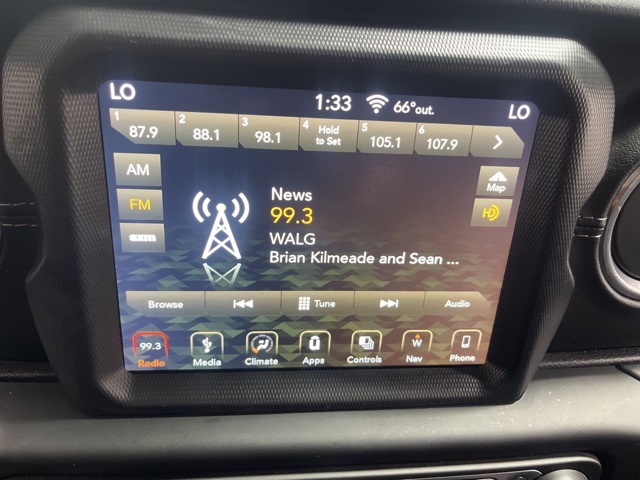 LO 1:33 66°out. LO
1 87.9 2 88.1 3 98.1 4 Hold to Set 5 105.1 6 107.9 >
AM
Map
News
FM
99.3
HD
WALG
sxm
Brian Kilmeade and Sean ...
Browse Tune Audio
99.3 W
Radio Media Climate Apps Controls Nav Phone